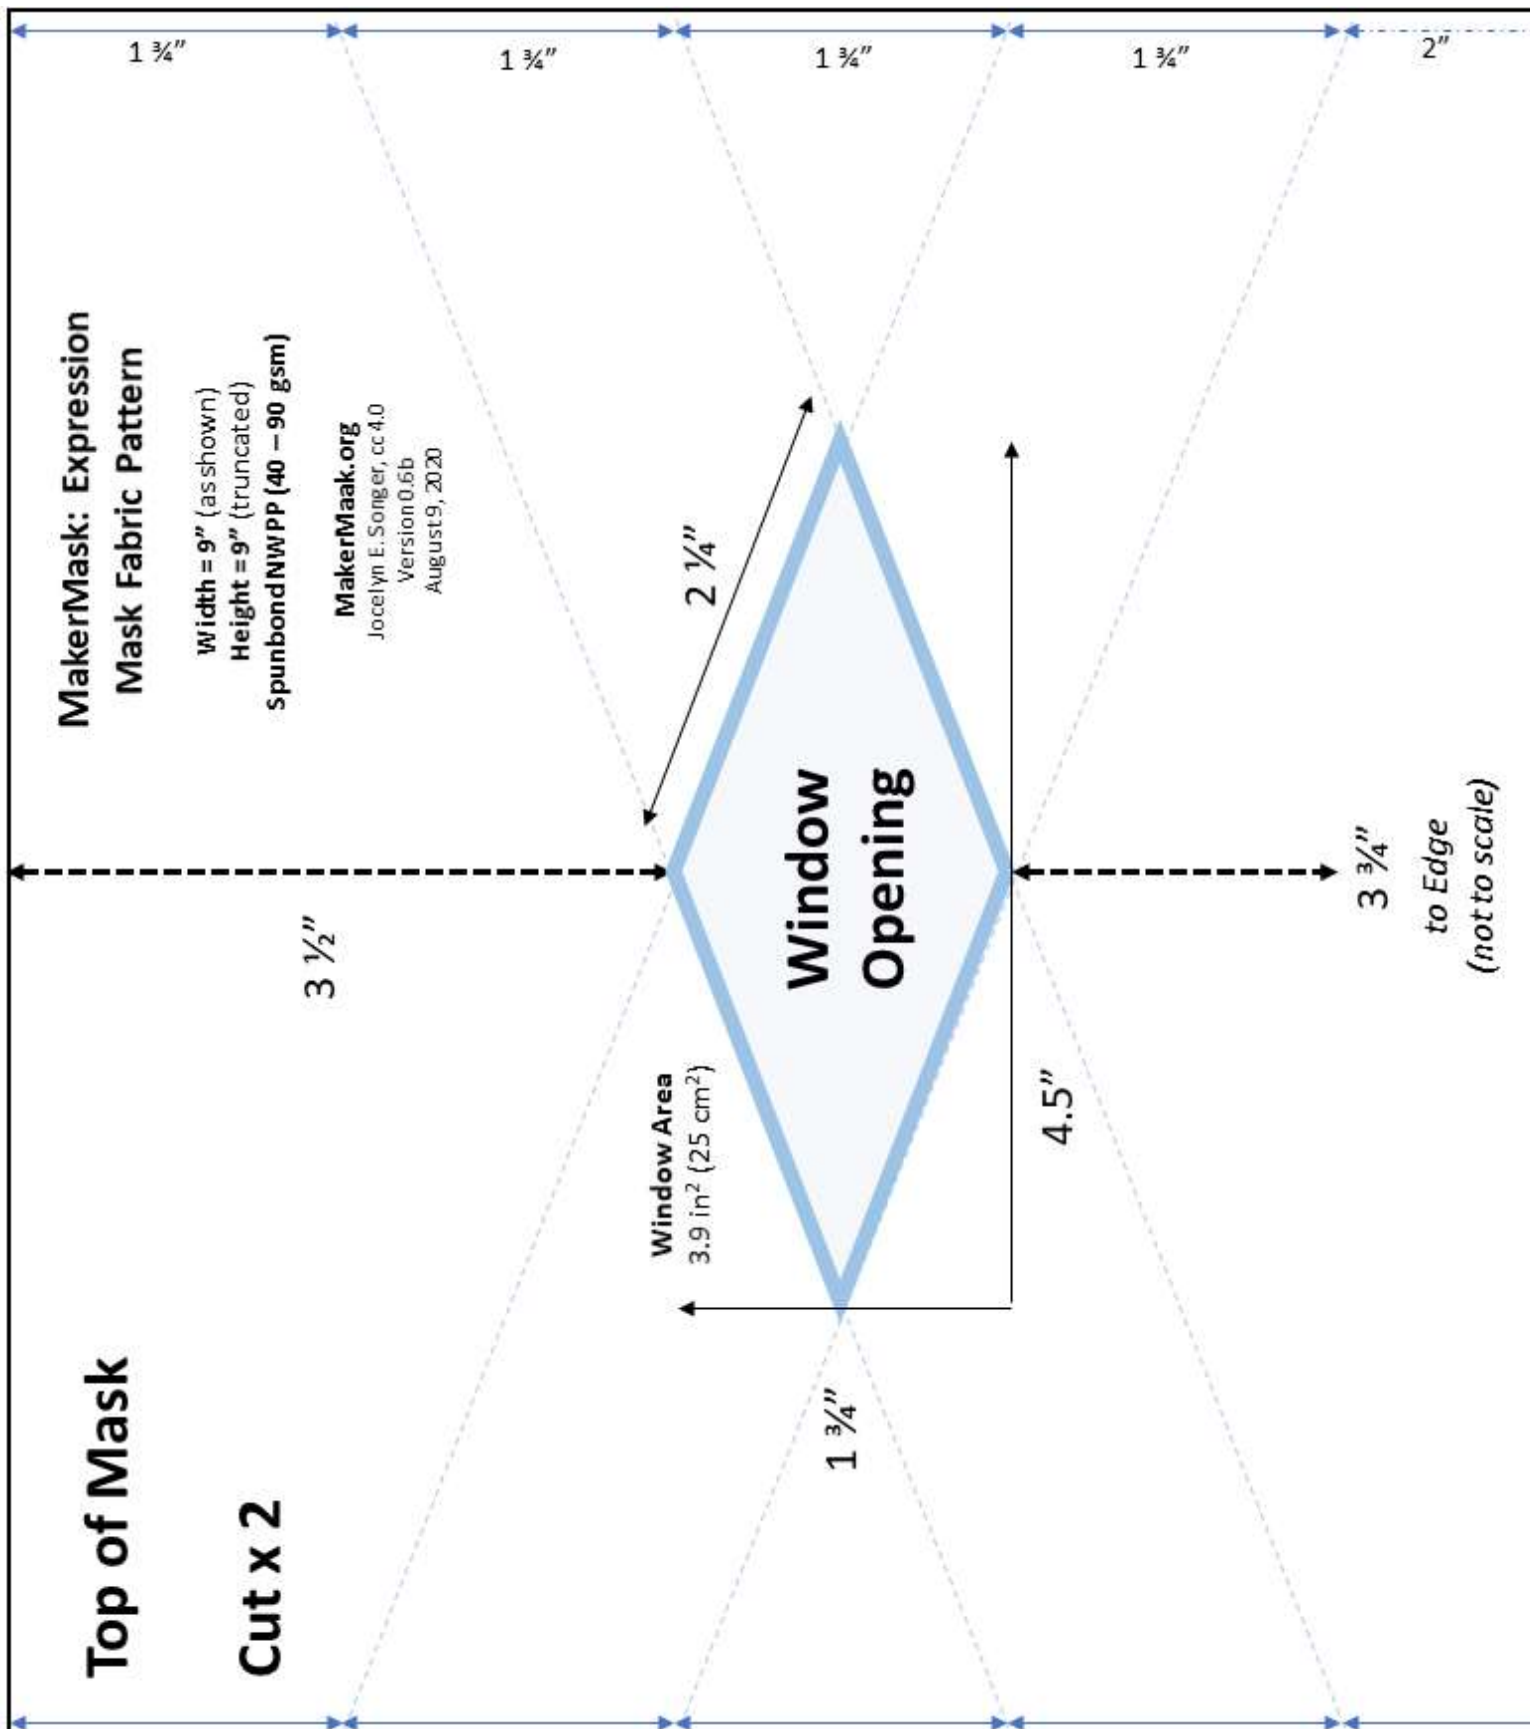 Top of Mask
Cut x 2
MakerMask: Expression
Mask Fabric Pattern
Width = 9” (as shown)
Height = 9” (truncated)
Spunbond NWPP (40 – 90 gsm)
MakerMaak.org
Jocelyn E. Songer, cc 4.0
Version 0.6b
August 9, 2020
1 ¾”
1 ¾”
1 ¾”
1 ¾”
2”
3 ½”
2 ¼”
Window Area
3.9 in² (25 cm²)
Window
Opening
1 ¾”
4.5”
3 ¾”
to Edge
(not to scale)